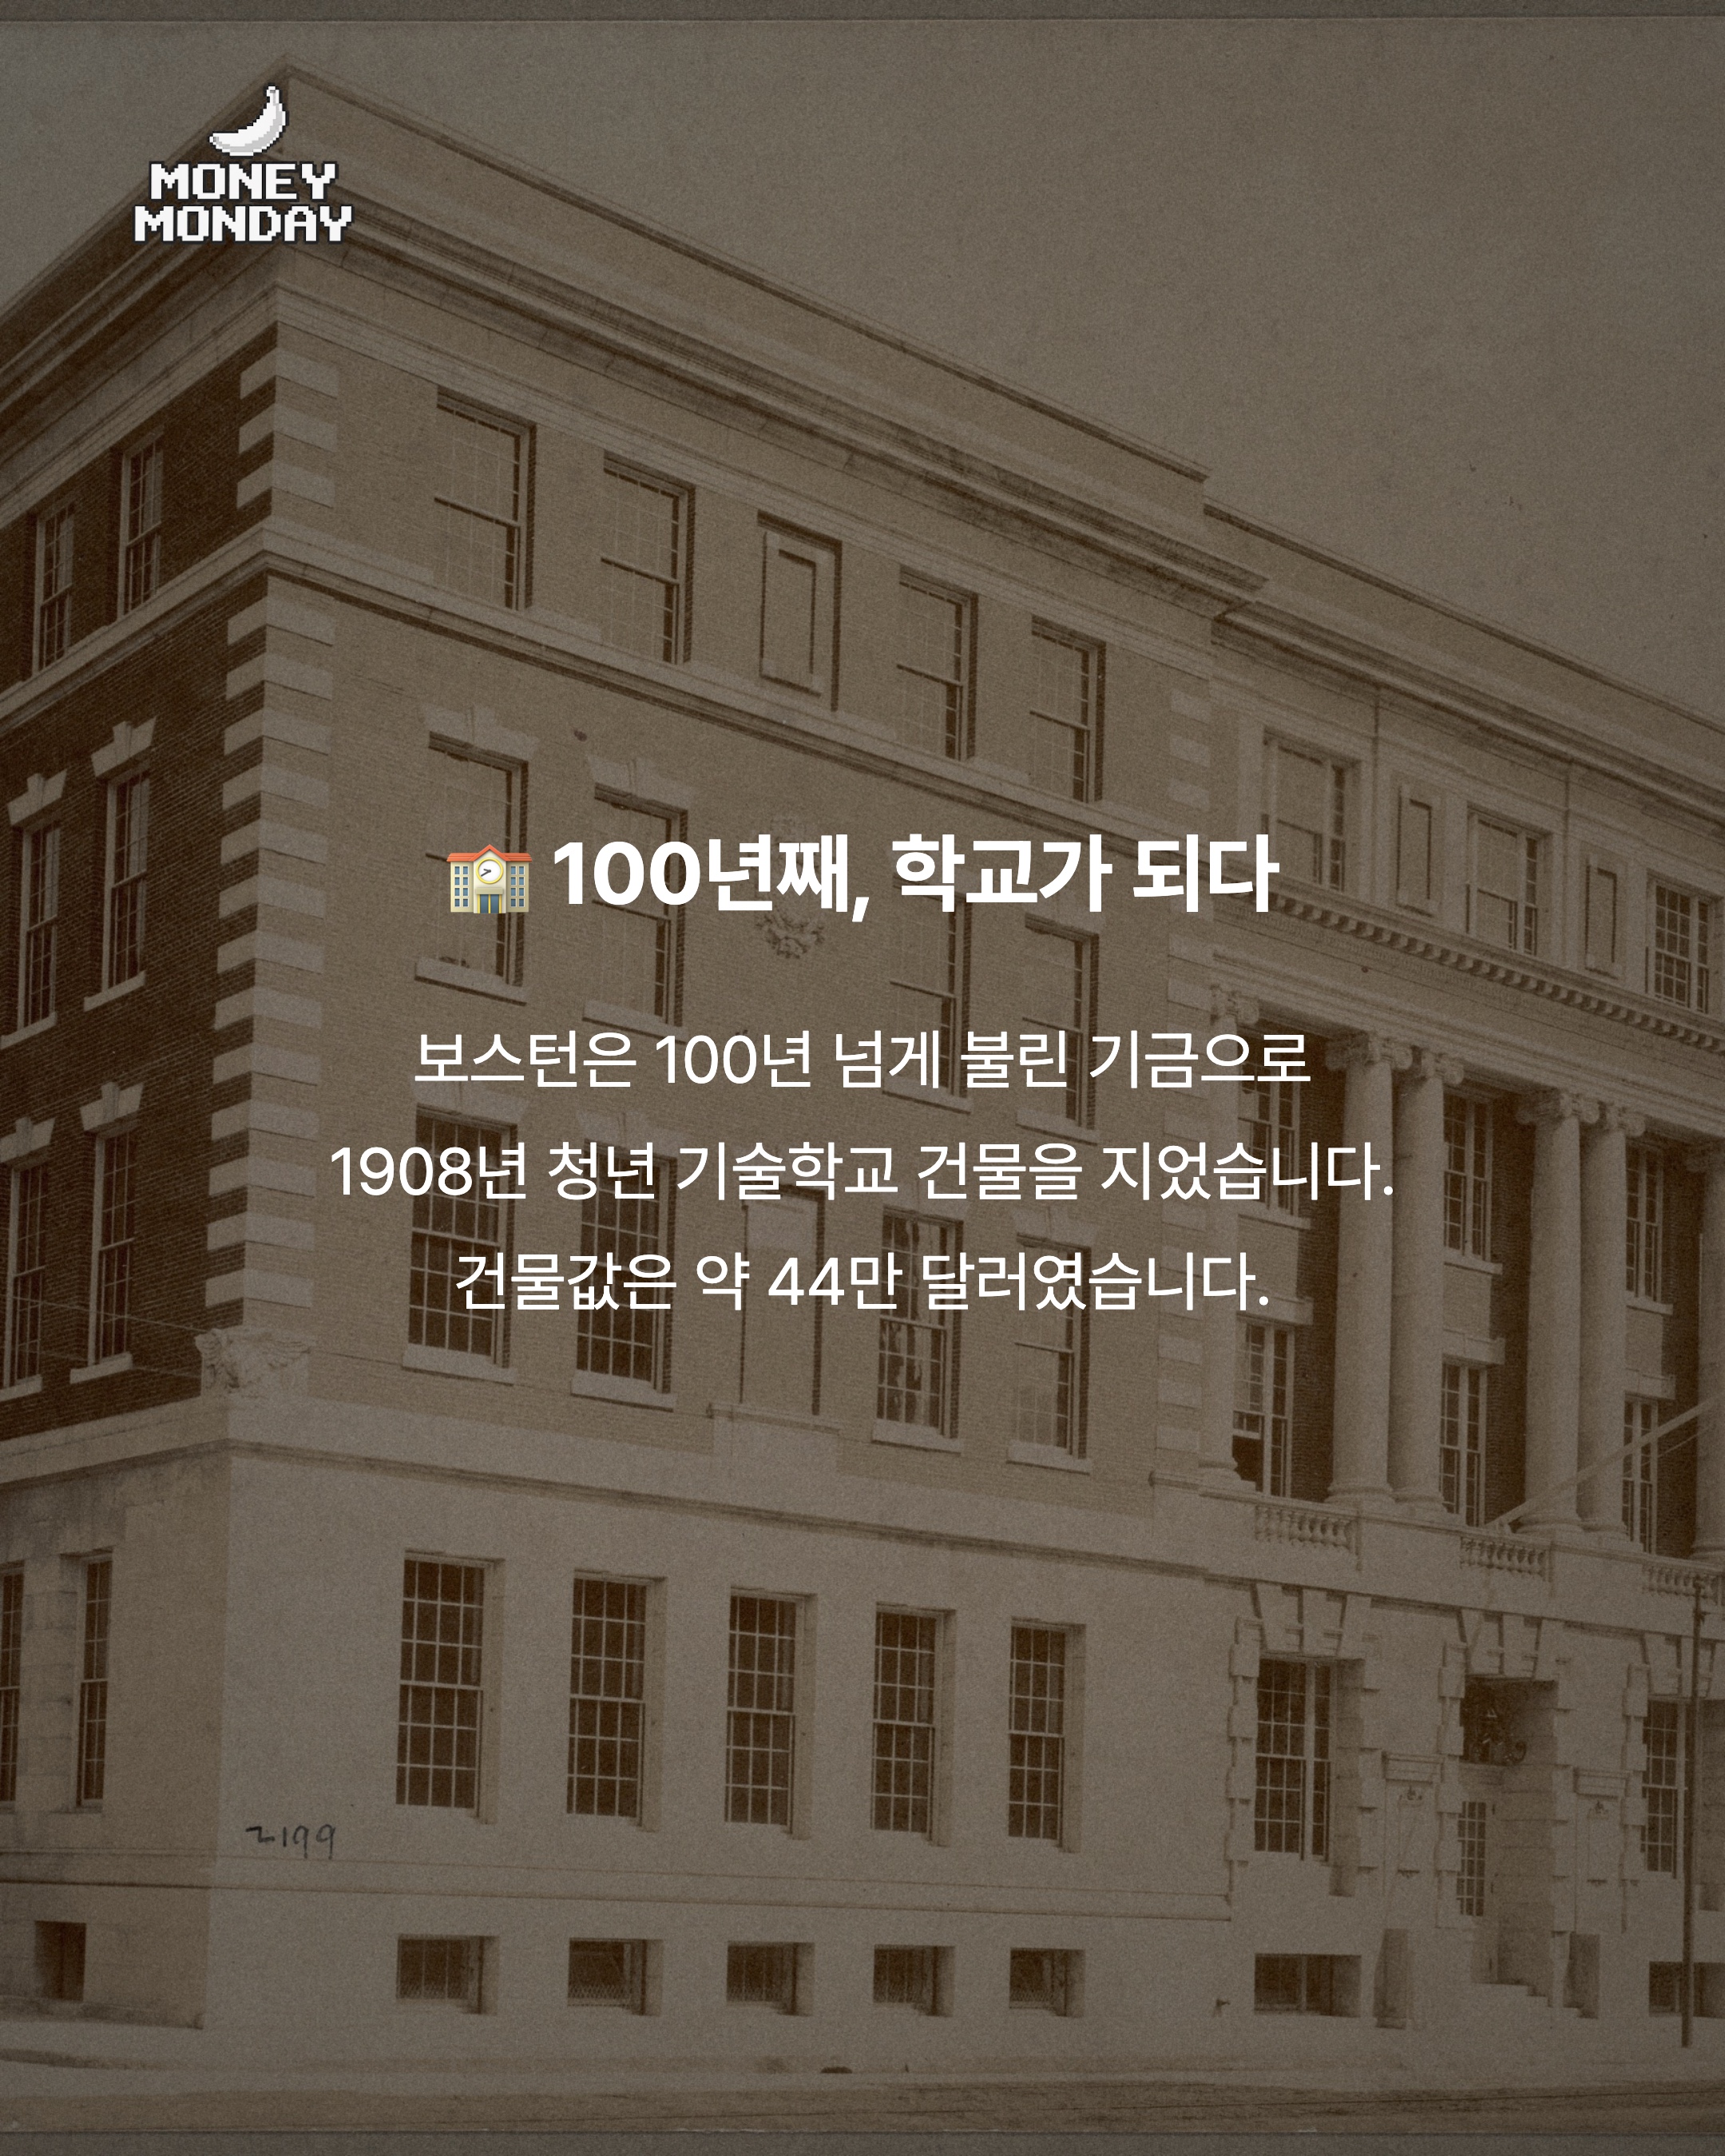 MONEY
MONDAY
🏫 100년째, 학교가 되다
보스턴은 100년 넘게 불린 기금으로
1908년 청년 기술학교 건물을 지었습니다.
건물값은 약 44만 달러였습니다.
2199